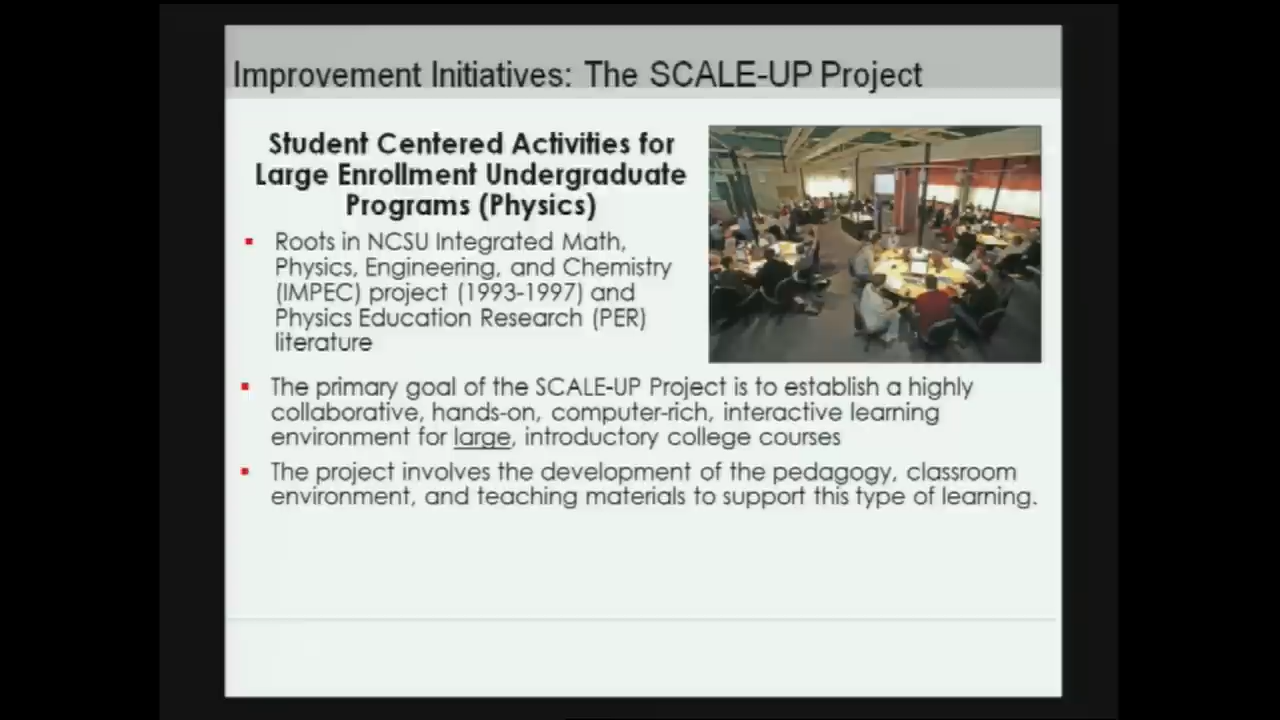 Improvement Initiatives: The SCALE-UP Project
Student Centered Activities for
Large Enrollment Undergraduate
Programs (Physics)
Roots in NCSU Integrated Math,
Physics, Engineering, and Chemistry
(IMPEC) project (1993-1997) and
Physics Education Research (PER)
literature
The primary goal of the SCALE-UP Project is to establish a highly
collaborative, hands-on, computer-rich, interactive learning
environment for large, introductory college courses
The project involves the development of the pedagogy, classroom
environment, and teaching materials to support this type of learning.